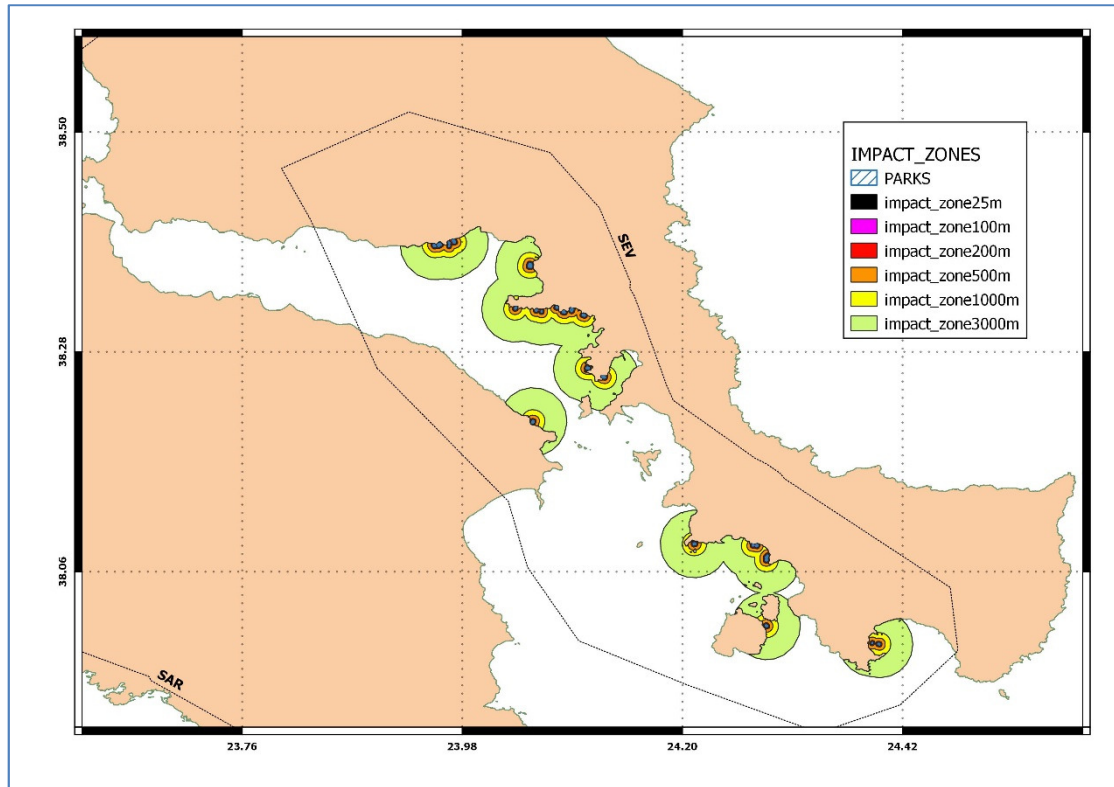 38.50
38.28
38.06
SEV
SAR
IMPACT_ZONES
PARKS
impact_zone25m
impact_zone100m
impact_zone200m
impact_zone500m
impact_zone1000m
impact_zone3000m
23.76 23.98 24.20 24.42